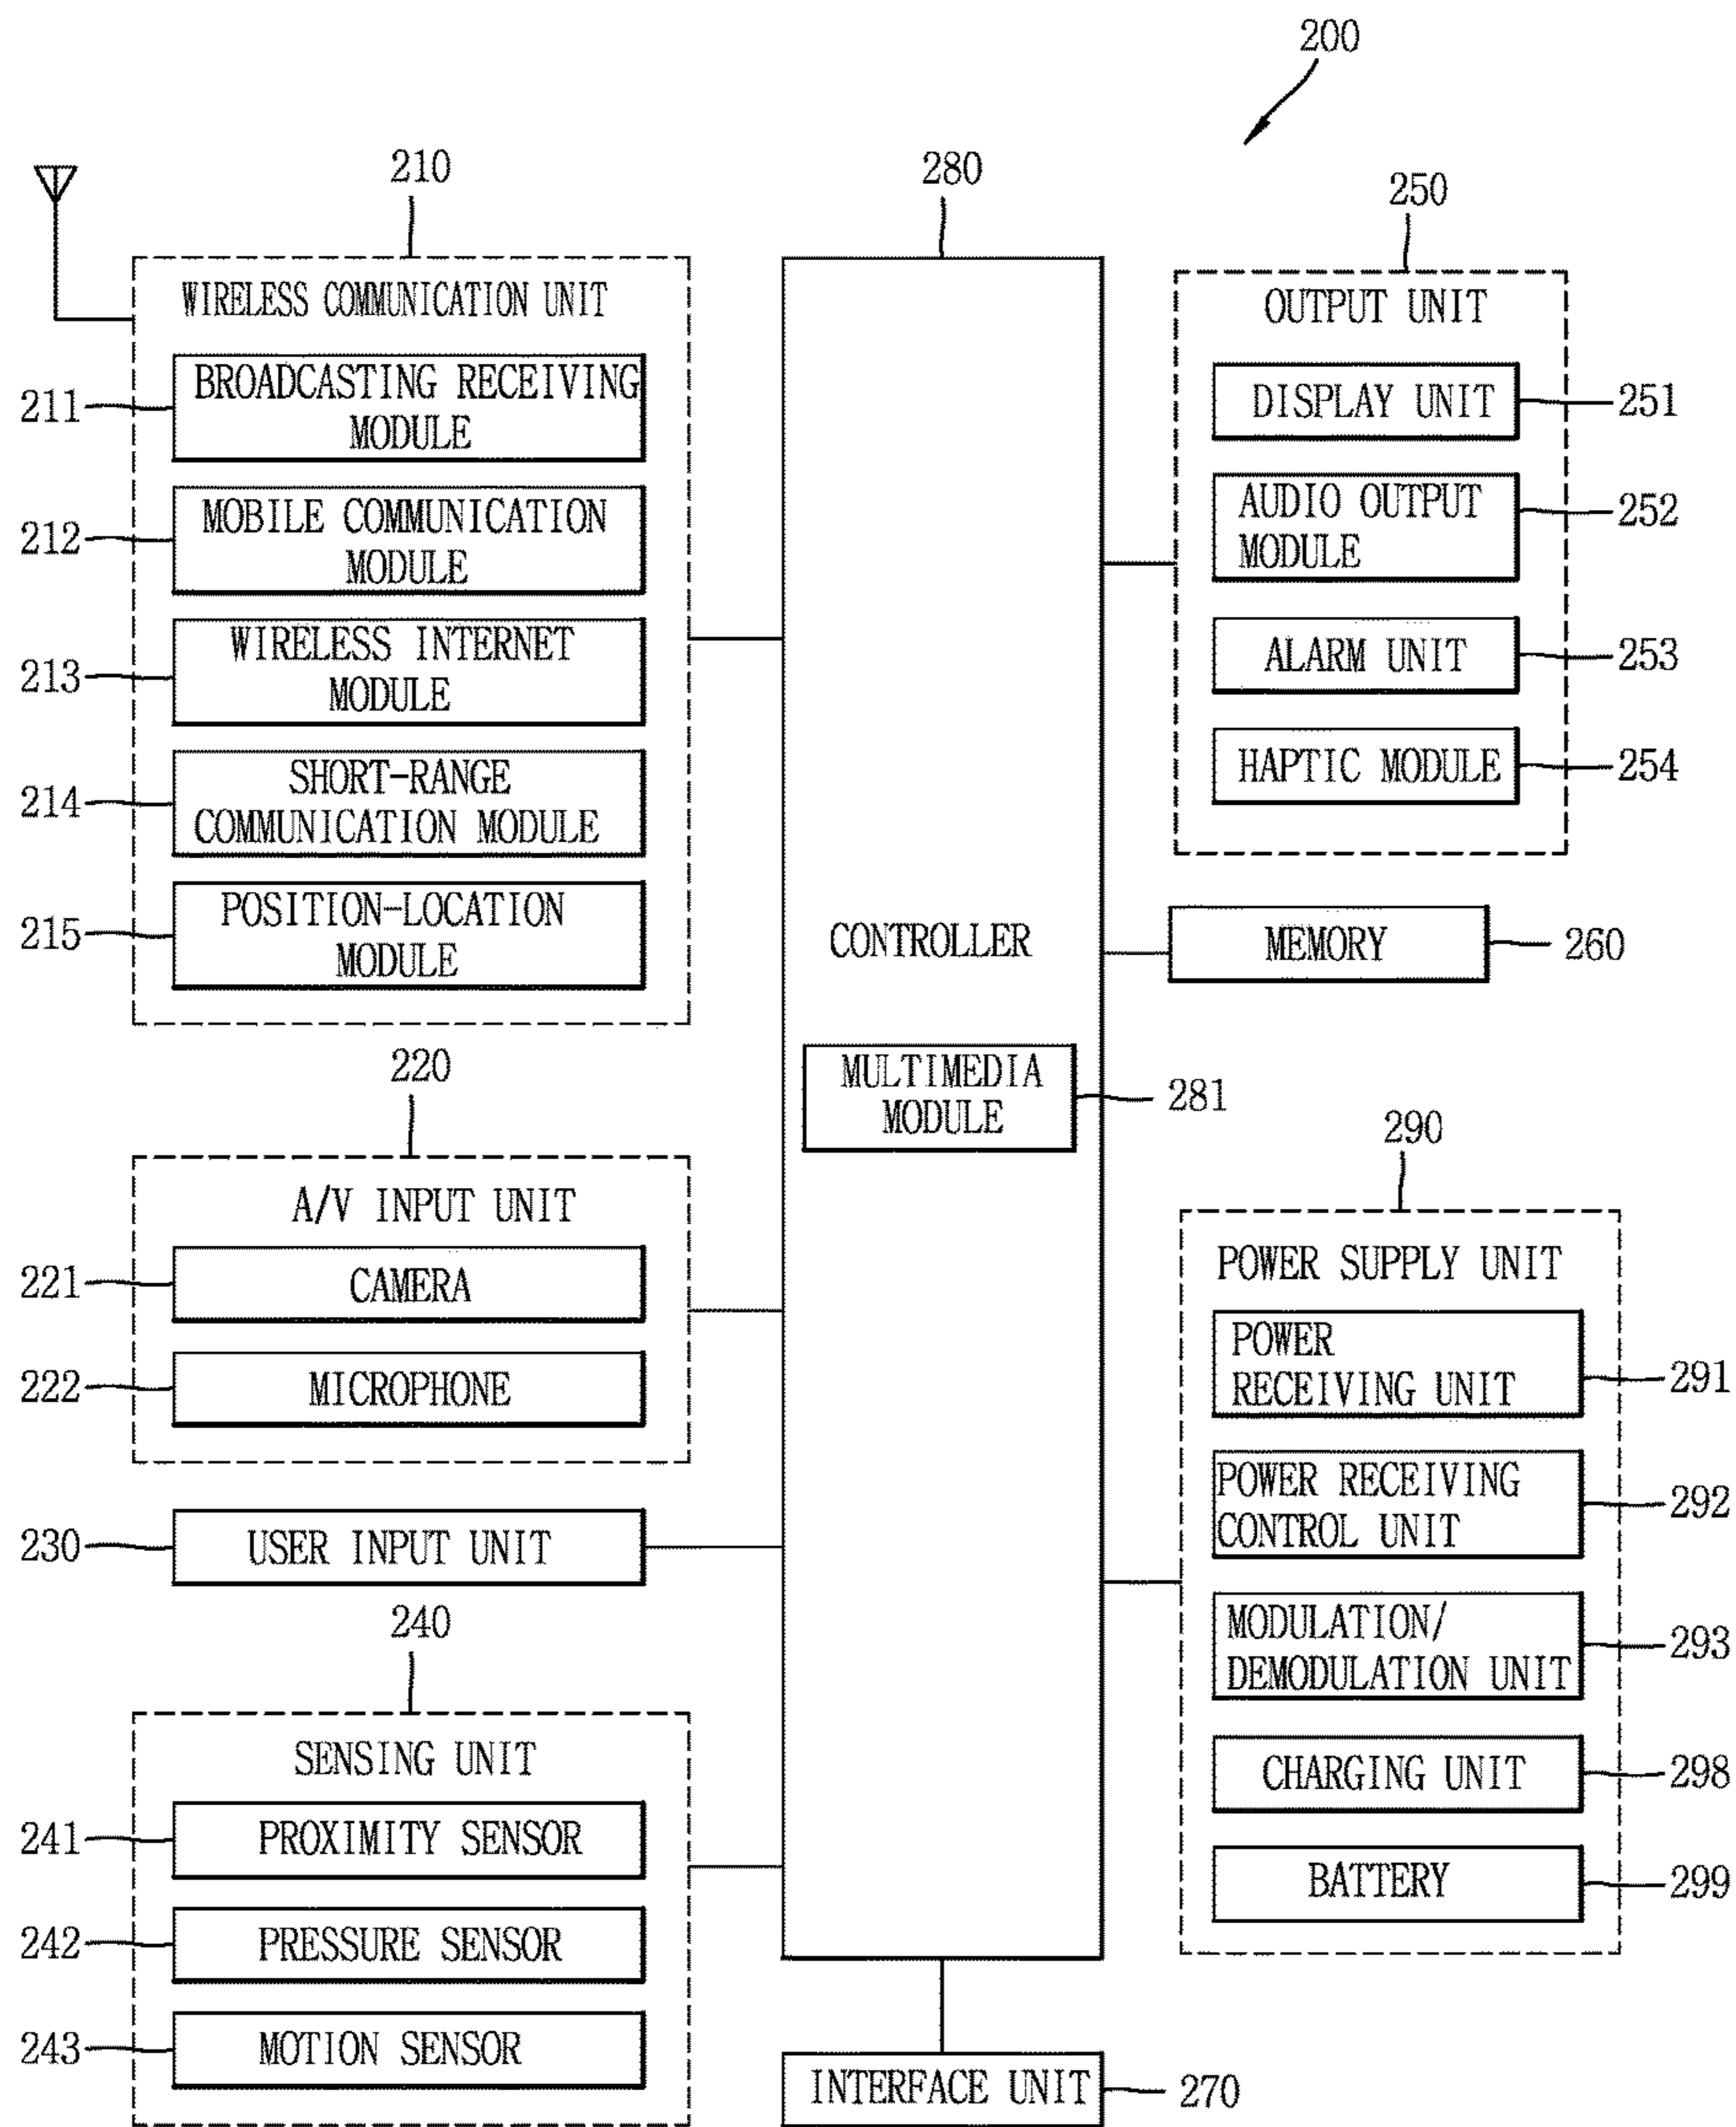 200
210
WIRELESS COMMUNICATION UNIT
211
BROADCASTING RECEIVING
MODULE
212
MOBILE COMMUNICATION
MODULE
213
WIRELESS INTERNET
MODULE
214
SHORT-RANGE
COMMUNICATION MODULE
215
POSITION-LOCATION
MODULE
220
A/V INPUT UNIT
221
CAMERA
222
MICROPHONE
230
USER INPUT UNIT
240
SENSING UNIT
241
PROXIMITY SENSOR
242
PRESSURE SENSOR
243
MOTION SENSOR
280
CONTROLLER
MULTIMEDIA
MODULE
281
INTERFACE UNIT
270
250
OUTPUT UNIT
DISPLAY UNIT
251
AUDIO OUTPUT
MODULE
252
ALARM UNIT
253
HAPTIC MODULE
254
MEMORY
260
290
POWER SUPPLY UNIT
POWER
RECEIVING UNIT
291
POWER RECEIVING
CONTROL UNIT
292
MODULATION/
DEMODULATION UNIT
293
CHARGING UNIT
298
BATTERY
299